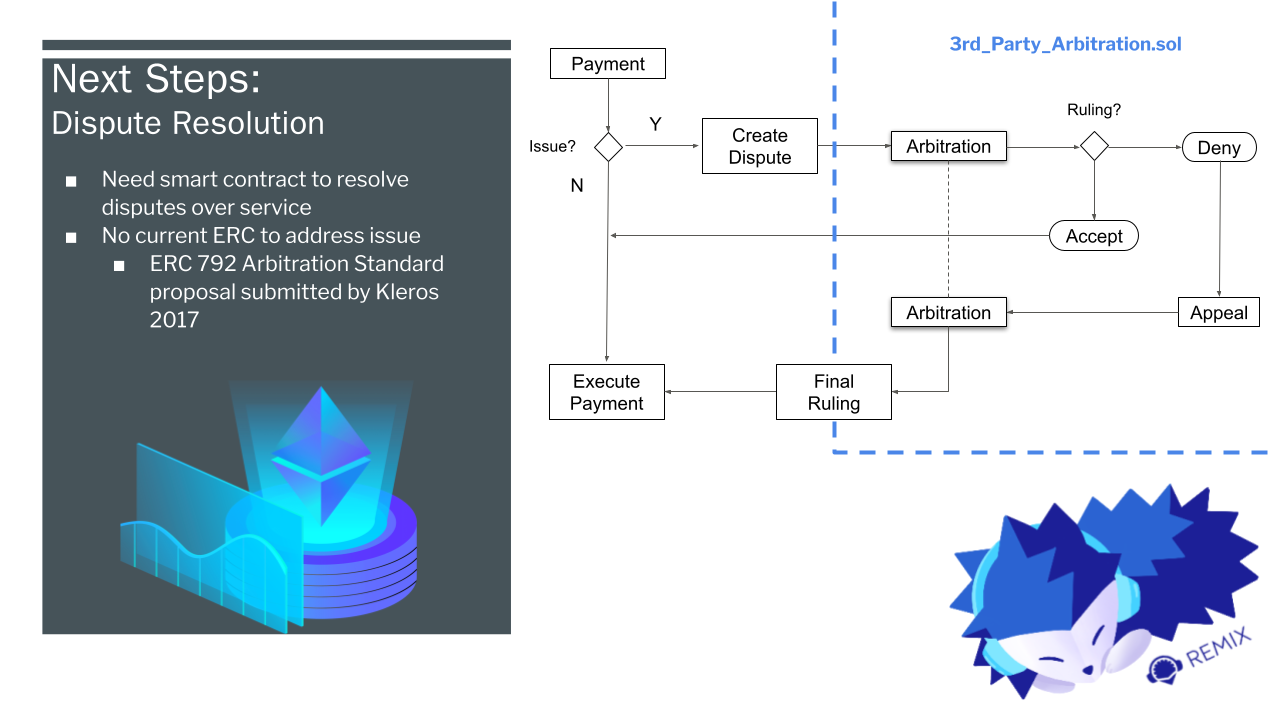 Next Steps:
Dispute Resolution
■ Need smart contract to resolve
disputes over service
■ No current ERC to address issue
■ ERC 792 Arbitration Standard
proposal submitted by Kleros
2017
3rd_Party_Arbitration.sol
Payment
Issue?
Y
N
Create
Dispute
Arbitration
Ruling?
Deny
Accept
Arbitration
Appeal
Execute
Payment
Final
Ruling
REMIX